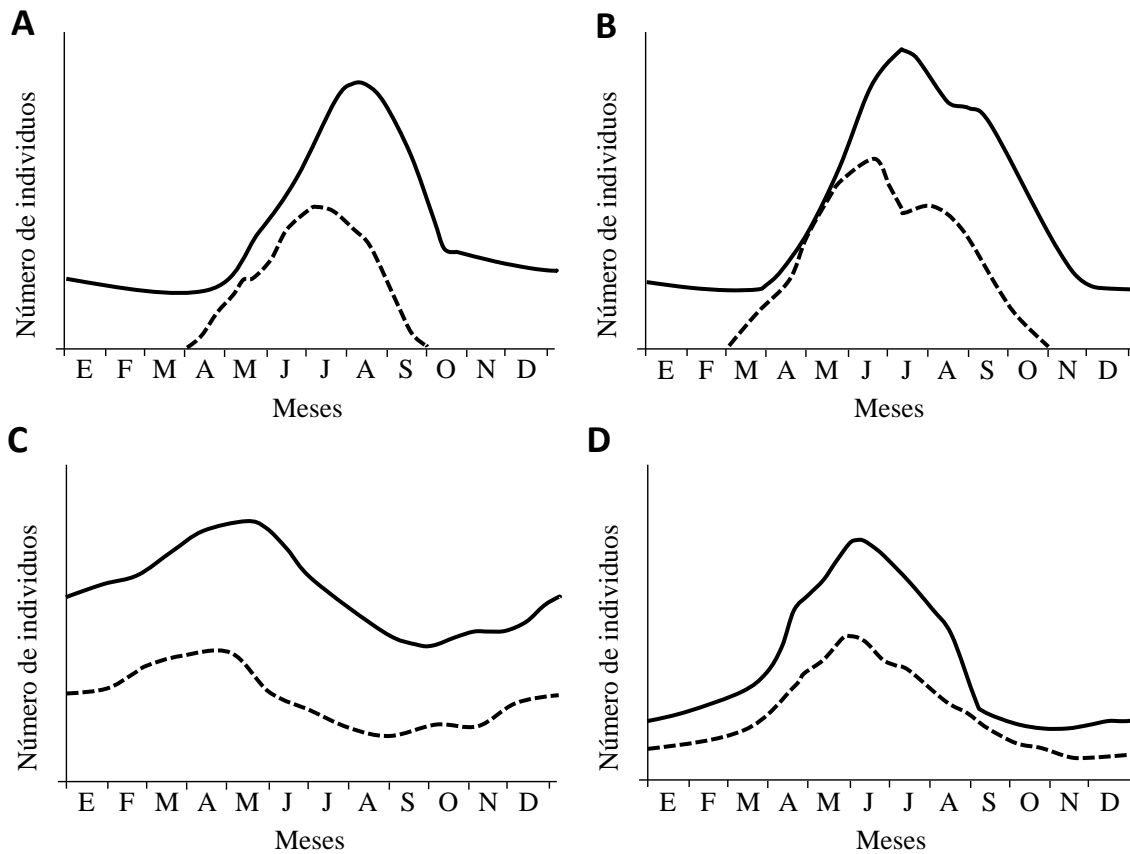 A
Número de individuos
E F M A M J J A S O N D
Meses
B
Número de individuos
E F M A M J J A S O N D
Meses
C
Número de individuos
E F M A M J J A S O N D
Meses
D
Número de individuos
E F M A M J J A S O N D
Meses